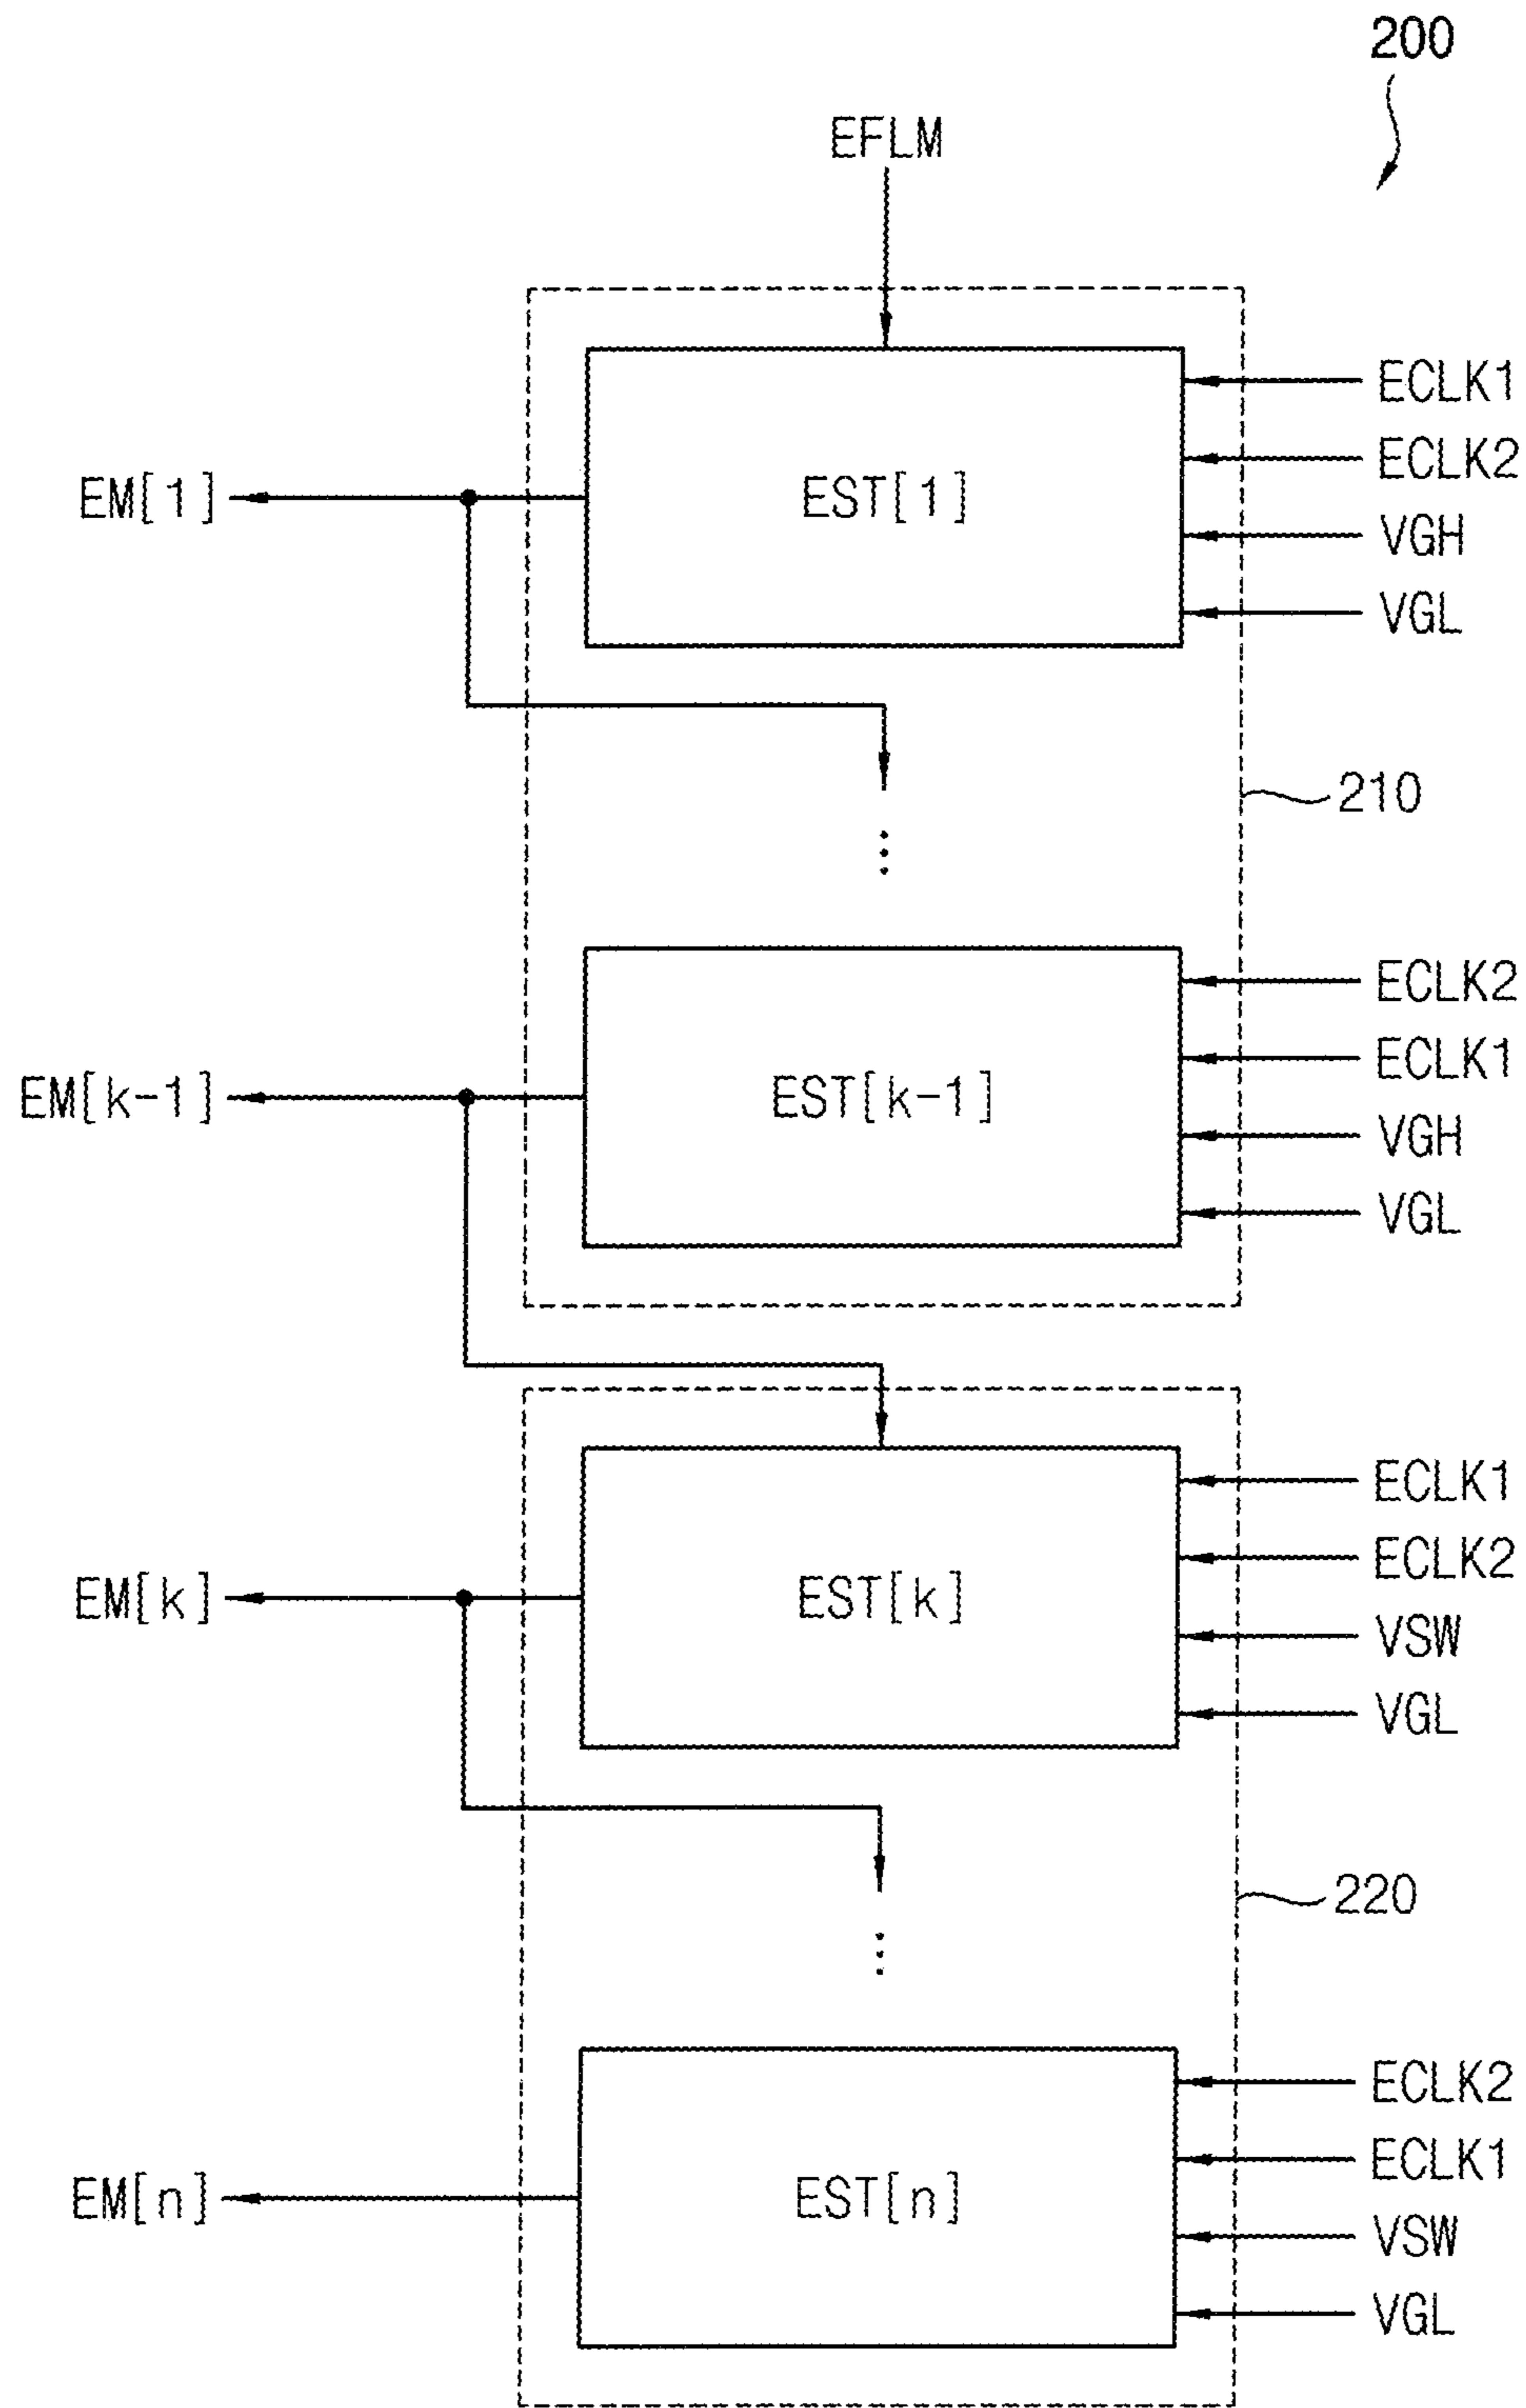 200
EFLM
ECLK1
ECLK2
EM[1]
EST[1]
VGH
VGL
210
⋮
ECLK2
ECLK1
EM[k-1]
EST[k-1]
VGH
VGL
ECLK1
ECLK2
EM[k]
EST[k]
VSW
VGL
220
⋮
ECLK2
ECLK1
EM[n]
EST[n]
VSW
VGL